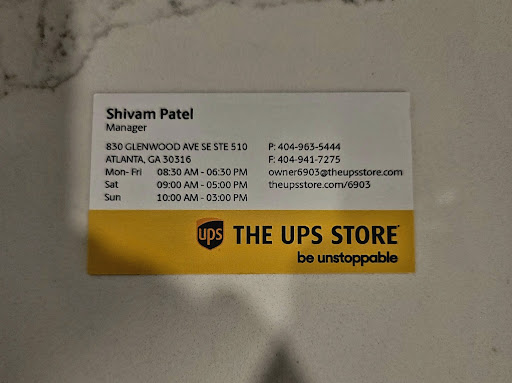 Shivam Patel
Manager
830 GLENWOOD AVE SE STE 510
ATLANTA, GA 30316
Mon- Fri 08:30 AM - 06:30 PM
Sat 09:00 AM - 05:00 PM
Sun 10:00 AM - 03:00 PM
P: 404-963-5444
F: 404-941-7275
owner6903@theupsstore.com
theupsstore.com/6903
ups THE UPS STORE
be unstoppable